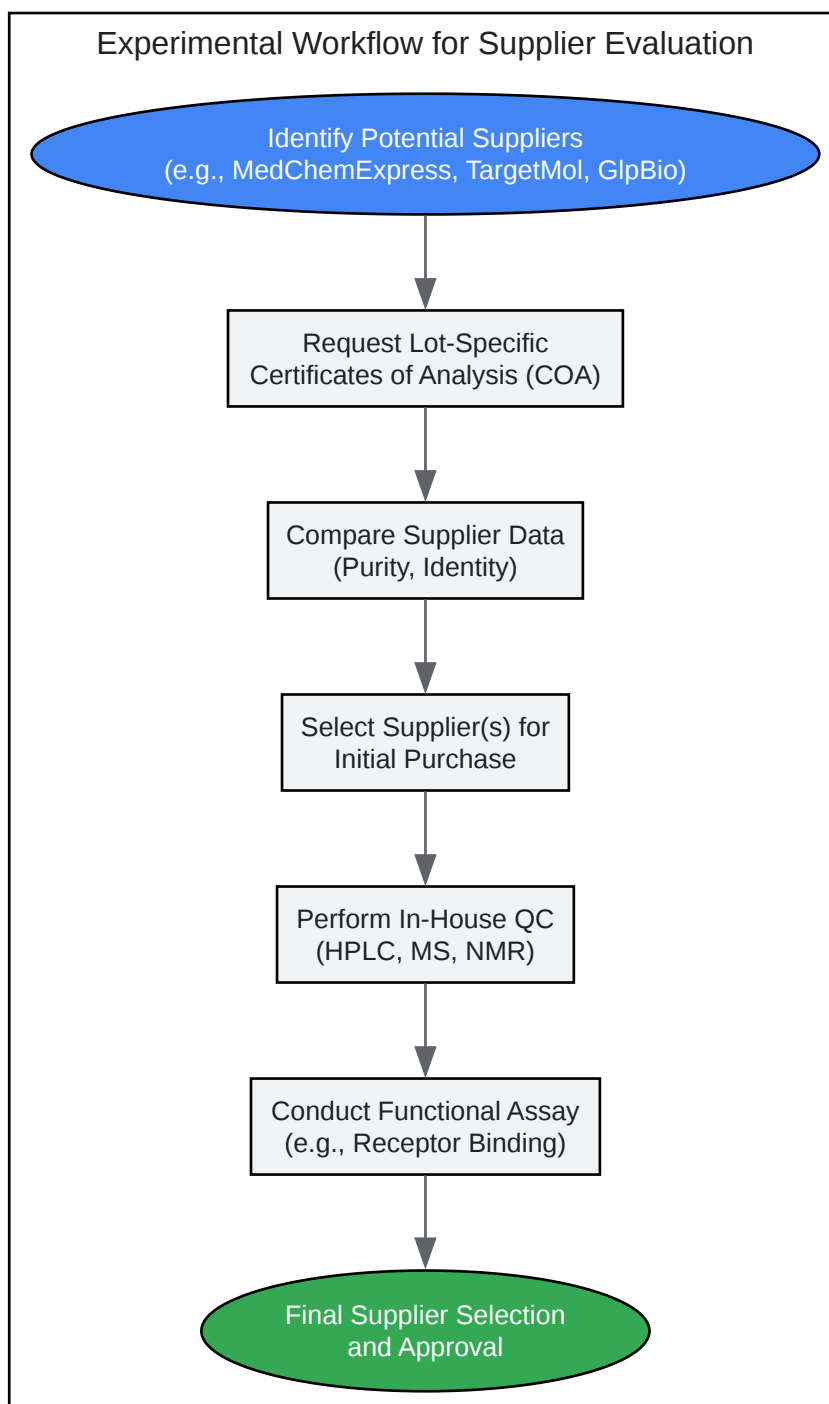 Experimental Workflow for Supplier Evaluation
Identify Potential Suppliers
(e.g., MedChemExpress, TargetMol, GlpBio)
Request Lot-Specific
Certificates of Analysis (COA)
Compare Supplier Data
(Purity, Identity)
Select Supplier(s) for
Initial Purchase
Perform In-House QC
(HPLC, MS, NMR)
Conduct Functional Assay
(e.g., Receptor Binding)
Final Supplier Selection
and Approval